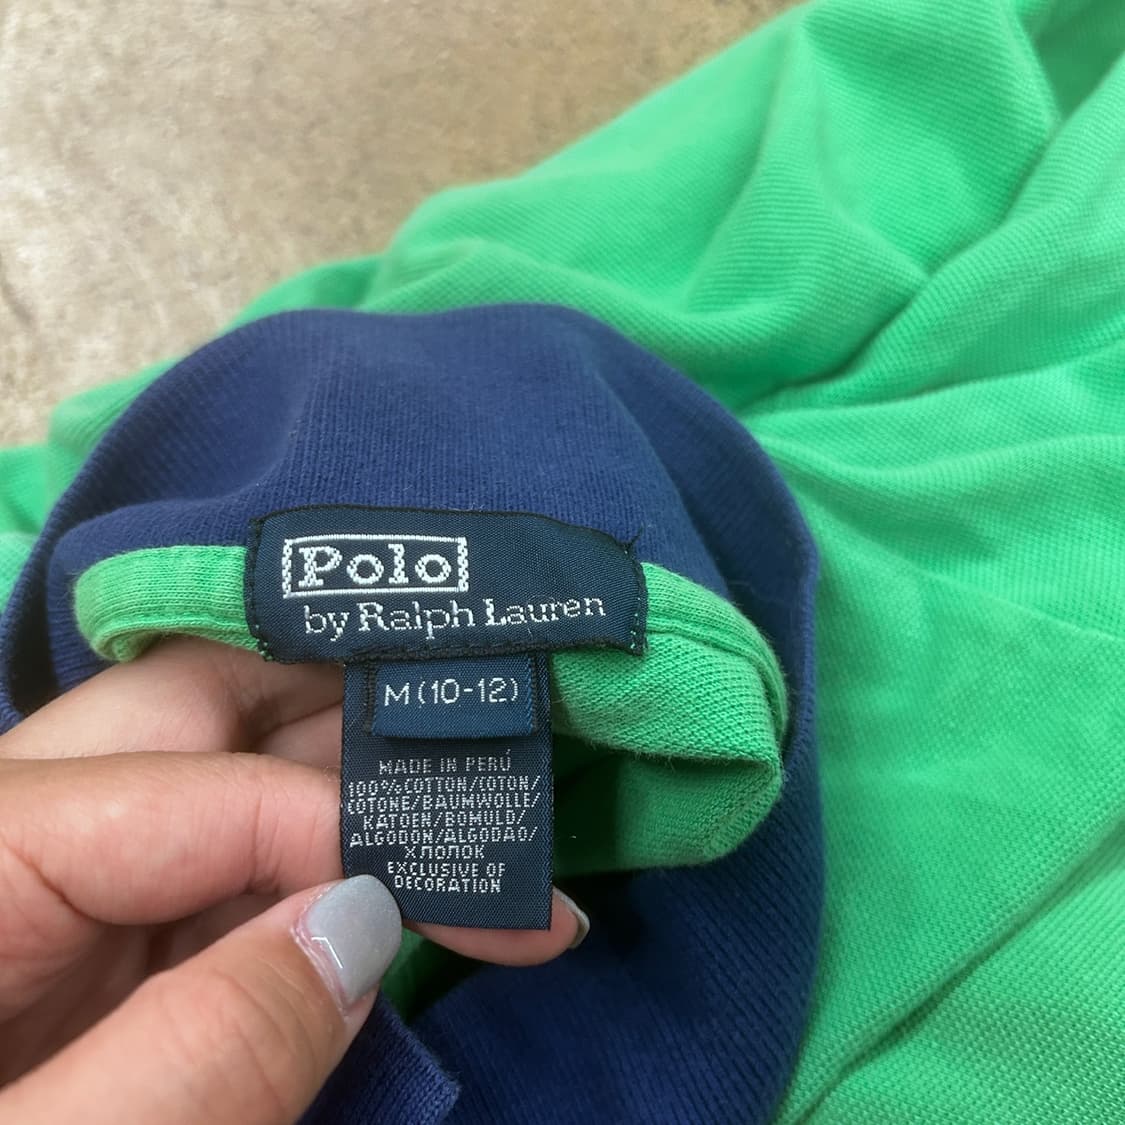 Polo
by Ralph Lauren
M (10-12)
MADE IN PERÚ
100%COTTON/COTON/
COTONE/BAUMWOLLE/
KATOEN/BOMULD/
ALGODON/ALGODAO/
ХЛОПОК
EXCLUSIVE OF
DECORATION